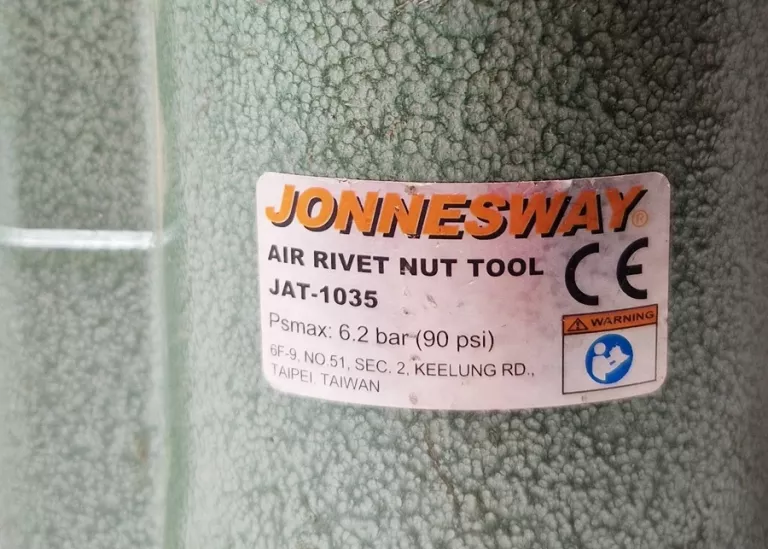 JONNESWAY®
AIR RIVET NUT TOOL
JAT-1035
CE
Psmax: 6.2 bar (90 psi)
WARNING
6F-9, NO.51, SEC. 2, KEELUNG RD.,
TAIPEI, TAIWAN